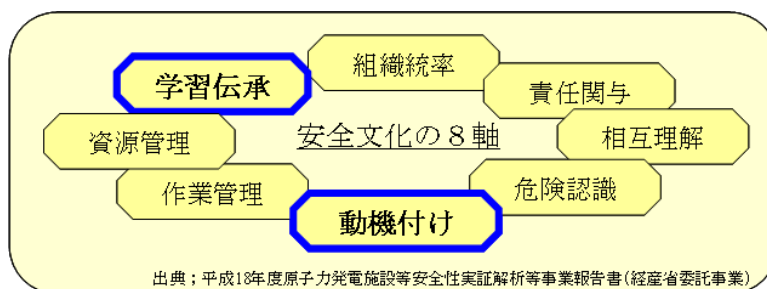 組織統率
学習伝承
責任関与
資源管理
安全文化の８軸
相互理解
作業管理
危険認識
動機付け
出典；平成18年度原子力発電施設等安全性実証解析等事業報告書(経産省委託事業)